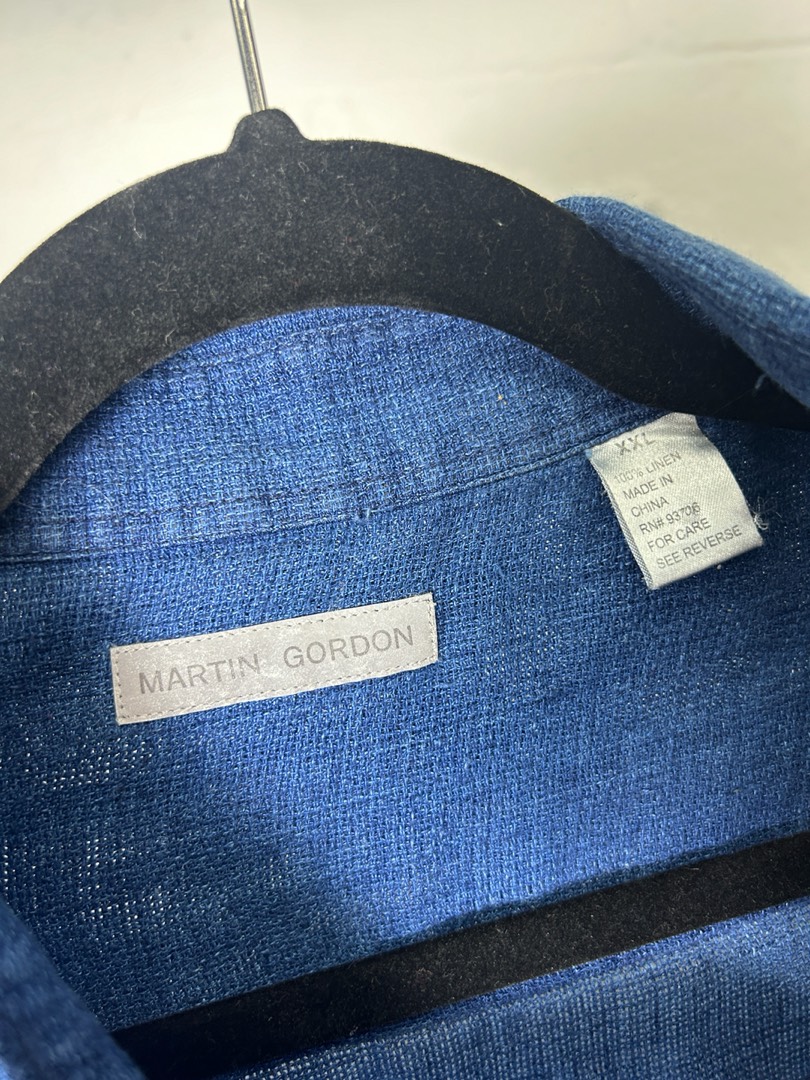 XXL
100% LINEN
MADE IN
CHINA
RN# 93706
FOR CARE
SEE REVERSE
MARTIN GORDON